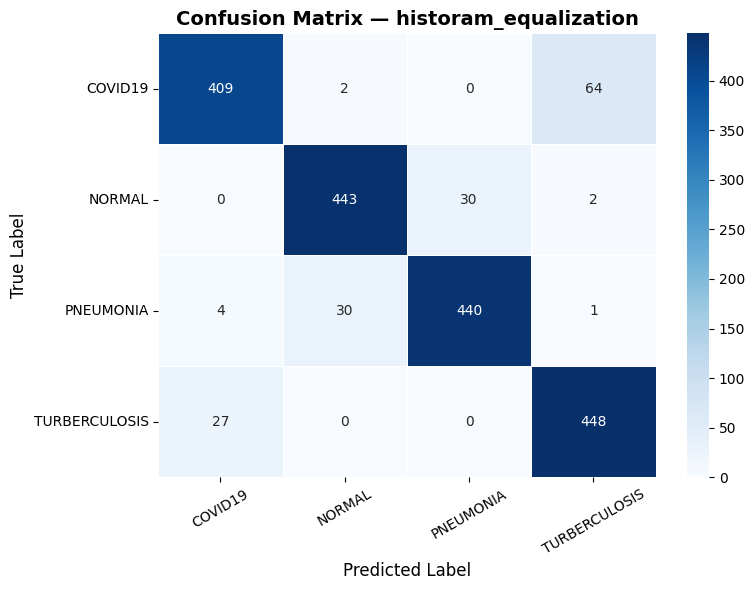 Confusion Matrix — historam_equalization
True Label
COVID19 409 2 0 64
NORMAL 0 443 30 2
PNEUMONIA 4 30 440 1
TURBERCULOSIS 27 0 0 448
COVID19 NORMAL PNEUMONIA TURBERCULOSIS
Predicted Label
400
350
300
250
200
150
100
50
0